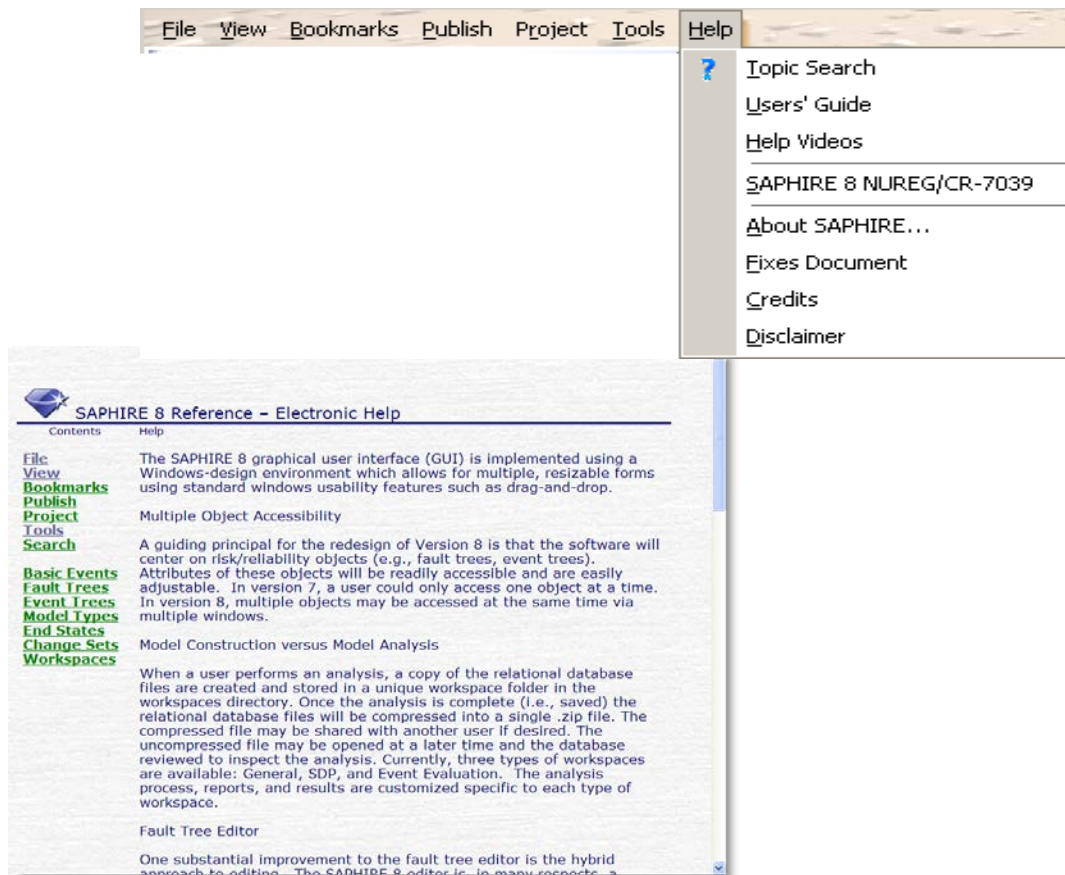 File View Bookmarks Publish Project Tools Help
Topic Search
Users' Guide
Help Videos
SAPHIRE 8 NUREG/CR-7039
About SAPHIRE...
Fixes Document
Credits
Disclaimer
SAPHIRE 8 Reference – Electronic Help
Contents Help
File
View
Bookmarks
Publish
Project
Tools
Search
Basic Events
Fault Trees
Event Trees
Model Types
End States
Change Sets
Workspaces
The SAPHIRE 8 graphical user interface (GUI) is implemented using a
Windows-design environment which allows for multiple, resizable forms
using standard windows usability features such as drag-and-drop.
Multiple Object Accessibility
A guiding principal for the redesign of Version 8 is that the software will
center on risk/reliability objects (e.g., fault trees, event trees).
Attributes of these objects will be readily accessible and are easily
adjustable. In version 7, a user could only access one object at a time.
In version 8, multiple objects may be accessed at the same time via
multiple windows.
Model Construction versus Model Analysis
When a user performs an analysis, a copy of the relational database
files are created and stored in a unique workspace folder in the
workspaces directory. Once the analysis is complete (i.e., saved) the
relational database files will be compressed into a single .zip file. The
compressed file may be shared with another user if desired. The
uncompressed file may be opened at a later time and the database
reviewed to inspect the analysis. Currently, three types of workspaces
are available: General, SDP, and Event Evaluation. The analysis
process, reports, and results are customized specific to each type of
workspace.
Fault Tree Editor
One substantial improvement to the fault tree editor is the hybrid
approach to editing. The SAPHIRE 8 editor is, in many respects, a